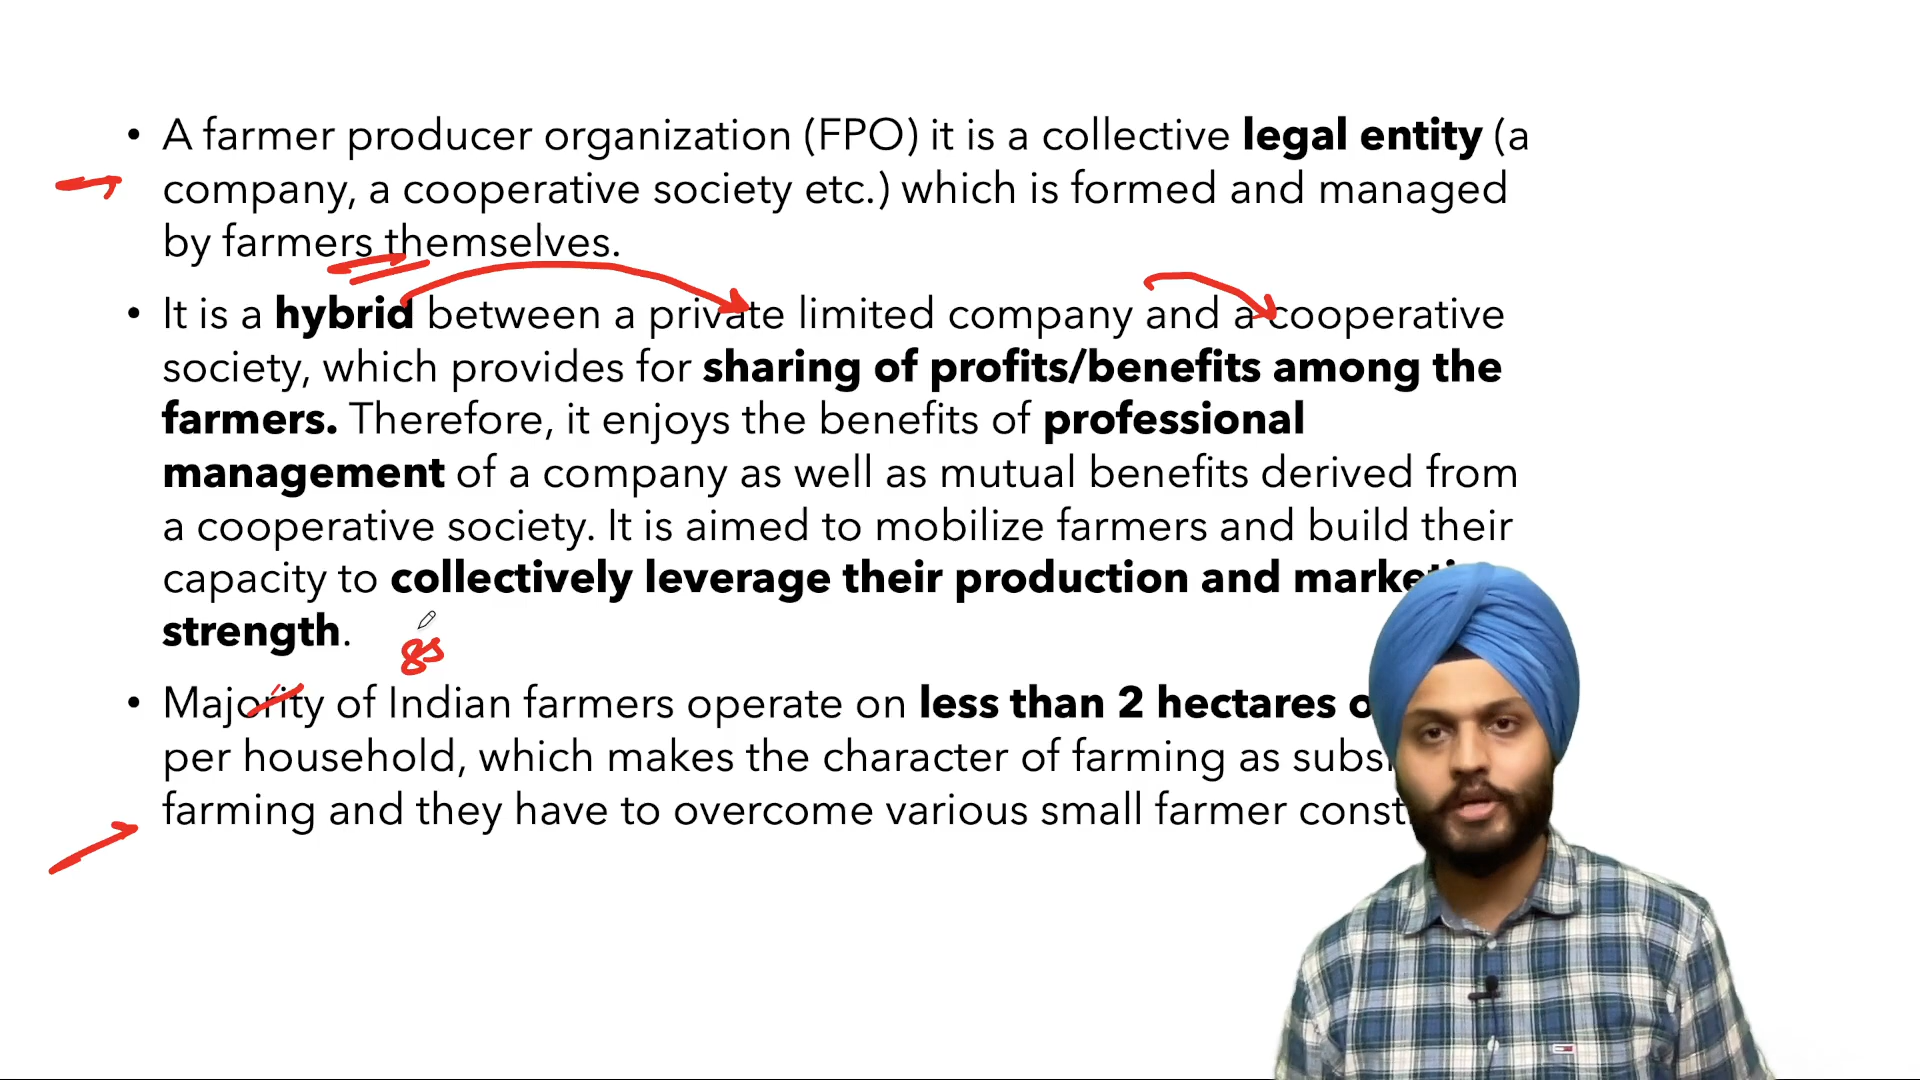 • A farmer producer organization (FPO) it is a collective legal entity (a
company, a cooperative society etc.) which is formed and managed
by farmers themselves.
• It is a hybrid between a private limited company and a cooperative
society, which provides for sharing of profits/benefits among the
farmers. Therefore, it enjoys the benefits of professional
management of a company as well as mutual benefits derived from
a cooperative society. It is aimed to mobilize farmers and build their
capacity to collectively leverage their production and
strength.
• Majority of Indian farmers operate on less than 2 hectares
per household, which makes the character of farming as
farming and they have to overcome various small farmer